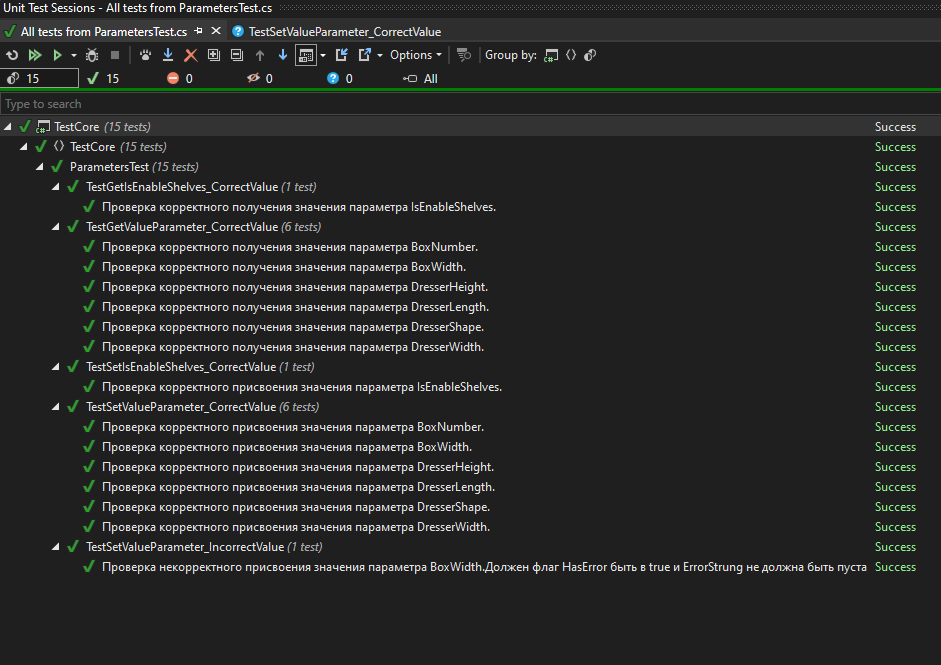 Unit Test Sessions - All tests from ParametersTest.cs
All tests from ParametersTest.cs TestSetValueParameter_CorrectValue
Options Group by:
15 15 0 0 0 All
Type to search
TestCore (15 tests) Success
TestCore (15 tests) Success
ParametersTest (15 tests) Success
TestGetIsEnableShelves_CorrectValue (1 test) Success
Проверка корректного получения значения параметра IsEnableShelves. Success
TestGetValueParameter_CorrectValue (6 tests) Success
Проверка корректного получения значения параметра BoxNumber. Success
Проверка корректного получения значения параметра BoxWidth. Success
Проверка корректного получения значения параметра DresserHeight. Success
Проверка корректного получения значения параметра DresserLength. Success
Проверка корректного получения значения параметра DresserShape. Success
Проверка корректного получения значения параметра DresserWidth. Success
TestSetIsEnableShelves_CorrectValue (1 test) Success
Проверка корректного присвоения значения параметра IsEnableShelves. Success
TestSetValueParameter_CorrectValue (6 tests) Success
Проверка корректного присвоения значения параметра BoxNumber. Success
Проверка корректного присвоения значения параметра BoxWidth. Success
Проверка корректного присвоения значения параметра DresserHeight. Success
Проверка корректного присвоения значения параметра DresserLength. Success
Проверка корректного присвоения значения параметра DresserShape. Success
Проверка корректного присвоения значения параметра DresserWidth. Success
TestSetValueParameter_IncorrectValue (1 test) Success
Проверка некорректного присвоения значения параметра BoxWidth.Должен флаг HasError быть в true и ErrorStrung не должна быть пуста Success